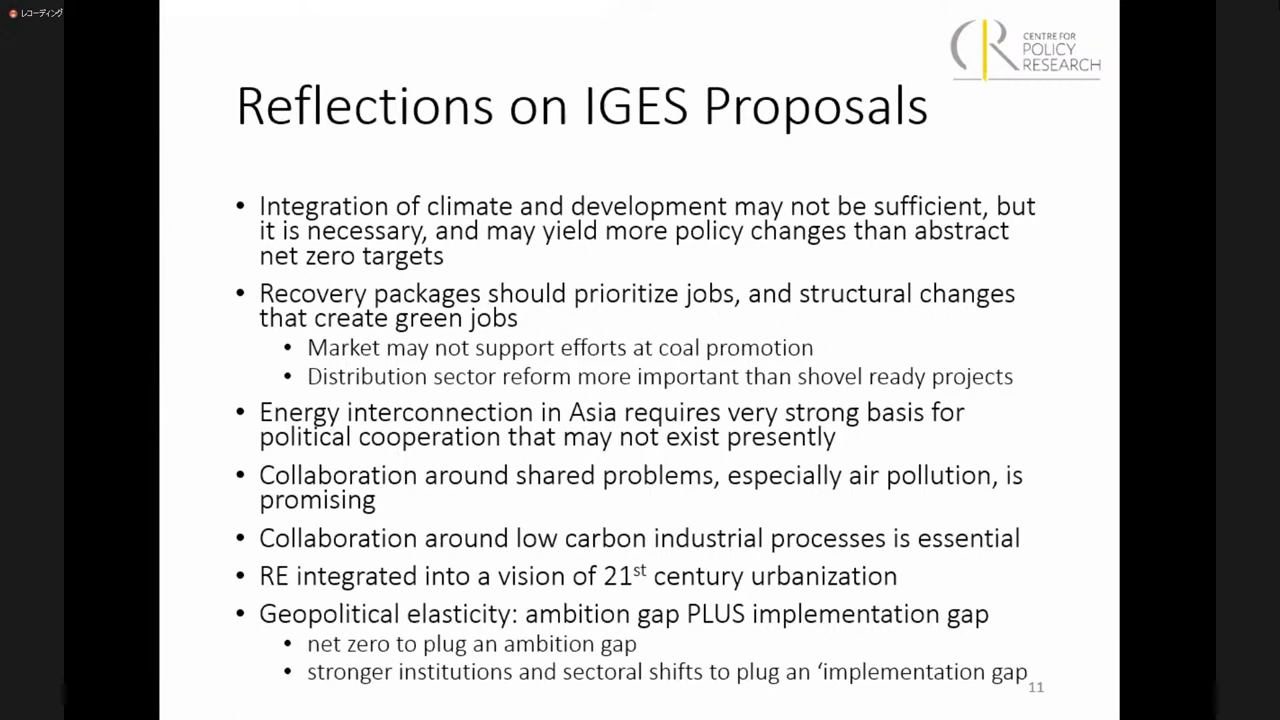 レコーディング
CENTRE FOR
POLICY
RESEARCH
Reflections on IGES Proposals
• Integration of climate and development may not be sufficient, but
it is necessary, and may yield more policy changes than abstract
net zero targets
• Recovery packages should prioritize jobs, and structural changes
that create green jobs
• Market may not support efforts at coal promotion
• Distribution sector reform more important than shovel ready projects
• Energy interconnection in Asia requires very strong basis for
political cooperation that may not exist presently
• Collaboration around shared problems, especially air pollution, is
promising
• Collaboration around low carbon industrial processes is essential
• RE integrated into a vision of 21st century urbanization
• Geopolitical elasticity: ambition gap PLUS implementation gap
• net zero to plug an ambition gap
• stronger institutions and sectoral shifts to plug an ‘implementation gap
11